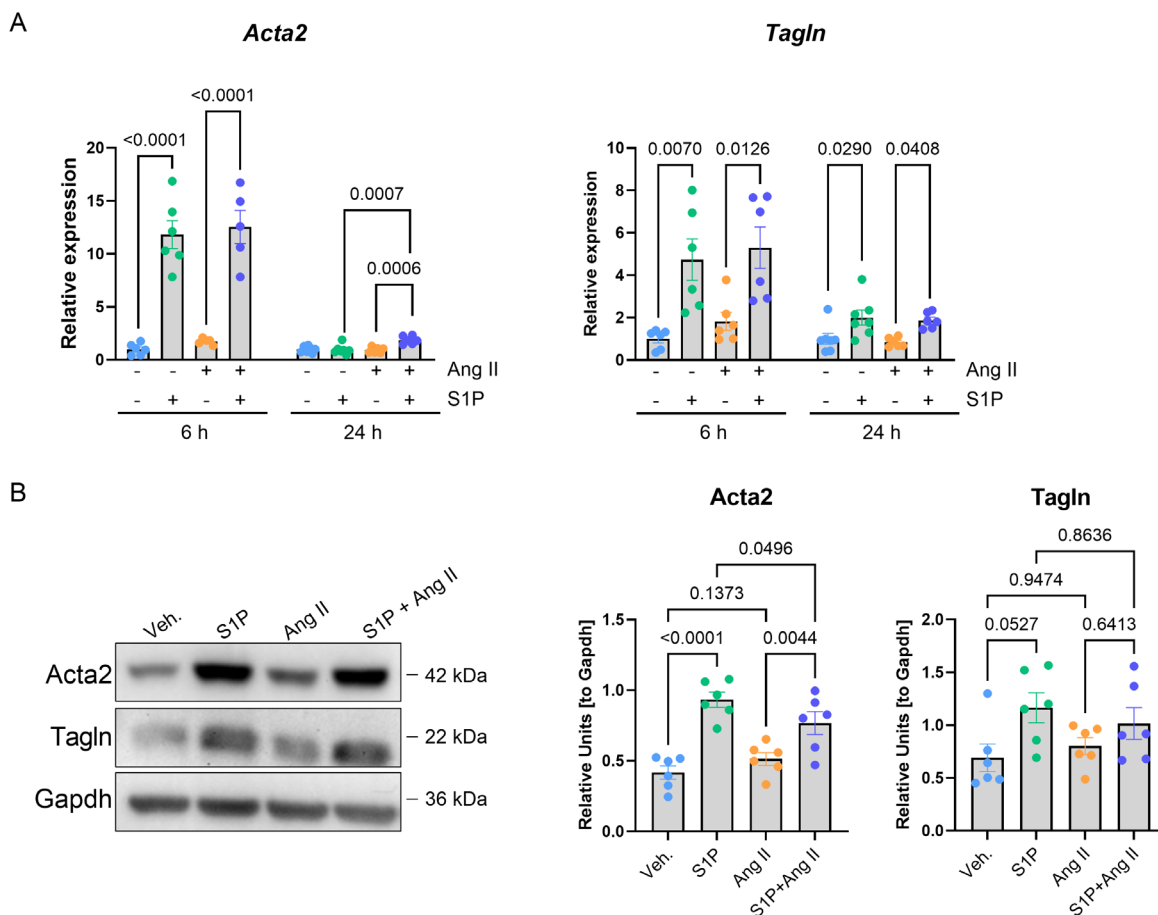 A
Acta2
Tagln
<0.0001
<0.0001
0.0007
0.0006
Relative expression
20
15
10
5
0
- - + + - - + + Ang II
- + - + - + - + S1P
6 h 24 h
0.0070 0.0126 0.0290 0.0408
Relative expression
10
8
6
4
2
0
- - + + - - + + Ang II
- + - + - + - + S1P
6 h 24 h
B
Veh. S1P Ang II S1P + Ang II
Acta2 – 42 kDa
Tagln – 22 kDa
Gapdh – 36 kDa
Acta2
0.0496
0.1373
<0.0001 0.0044
Relative Units [to Gapdh]
1.5
1.0
0.5
0.0
Veh. S1P Ang II S1P+Ang II
Tagln
0.8636
0.9474
0.0527 0.6413
Relative Units [to Gapdh]
2.0
1.5
1.0
0.5
0.0
Veh. S1P Ang II S1P+Ang II